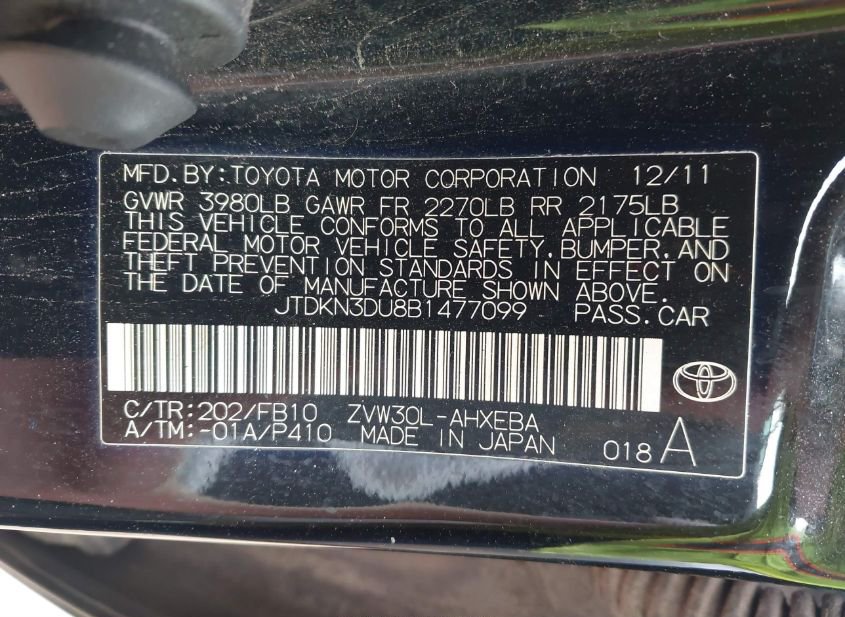 MFD.BY:TOYOTA MOTOR CORPORATION 12/11
GVWR 3980LB GAWR FR 2270LB RR 2175LB
THIS VEHICLE CONFORMS TO ALL APPLICABLE
FEDERAL MOTOR VEHICLE SAFETY,BUMPER,AND
THEFT PREVENTION STANDARDS IN EFFECT ON
THE DATE OF MANUFACTURE SHOWN ABOVE.
JTDKN3DU8B1477099 PASS.CAR
C/TR:202/FB10 ZVW30L-AHXEBA
A/TM:-01A/P410 MADE IN JAPAN 018 A